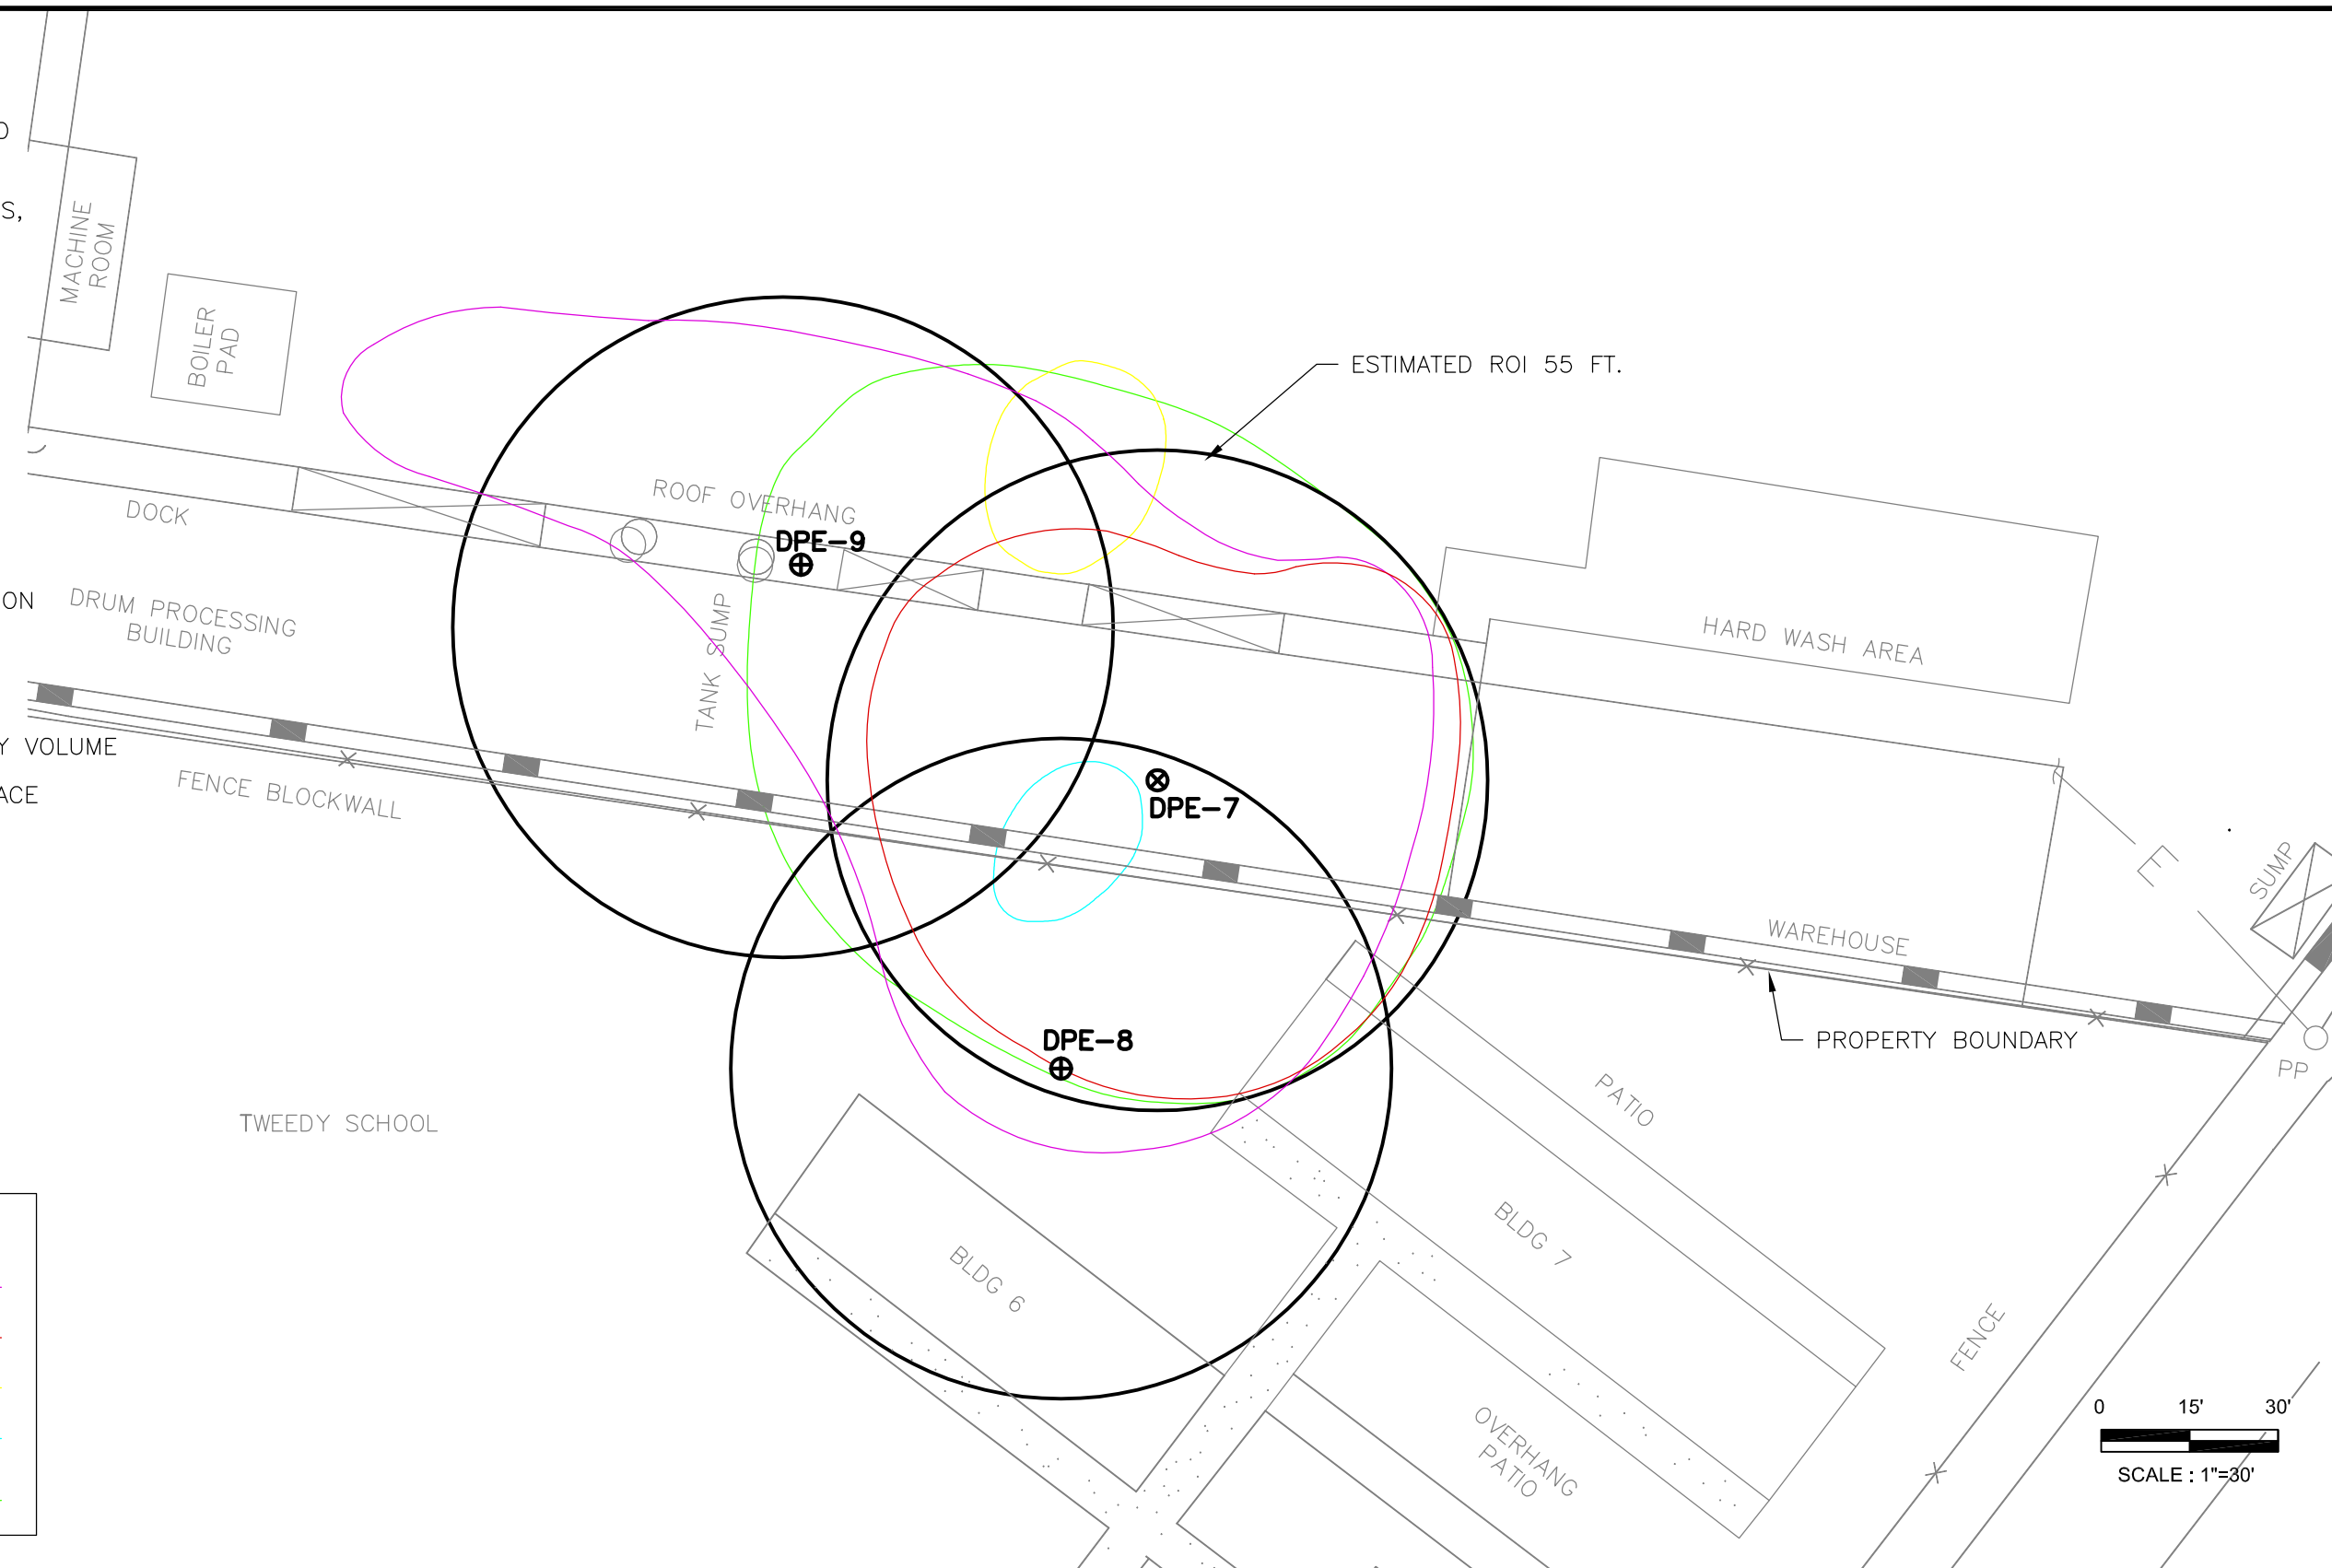 S,
MACHINE
ROOM
BOILER
PAD
ESTIMATED ROI 55 FT.
ROOF OVERHANG
DOCK
DPE-9
ON
DRUM PROCESSING
BUILDING
TANK SUMP
HARD WASH AREA
Y VOLUME
ACE
FENCE BLOCKWALL
DPE-7
E
SUMP
WAREHOUSE
DPE-8
PROPERTY BOUNDARY
PP
PATIO
TWEEDY SCHOOL
BLDG 7
BLDG 6
FENCE
OVERHANG
PATIO
0 15' 30'
SCALE : 1"=30'